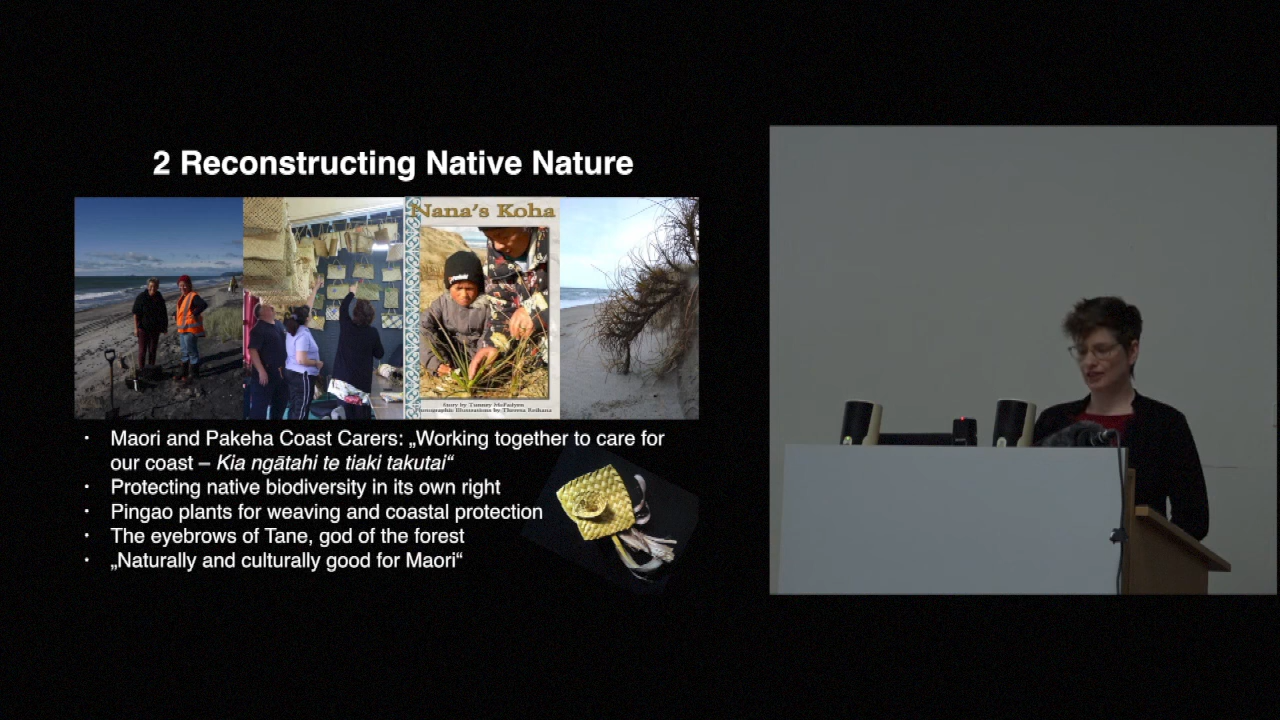 2 Reconstructing Native Nature
Nana's Koha
Story by Tummey McFadyen
Photographic Illustrations by Theresa Reihana
· Maori and Pakeha Coast Carers: „Working together to care for
our coast – Kia ngātahi te tiaki takutai“
· Protecting native biodiversity in its own right
· Pingao plants for weaving and coastal protection
· The eyebrows of Tane, god of the forest
· „Naturally and culturally good for Maori“